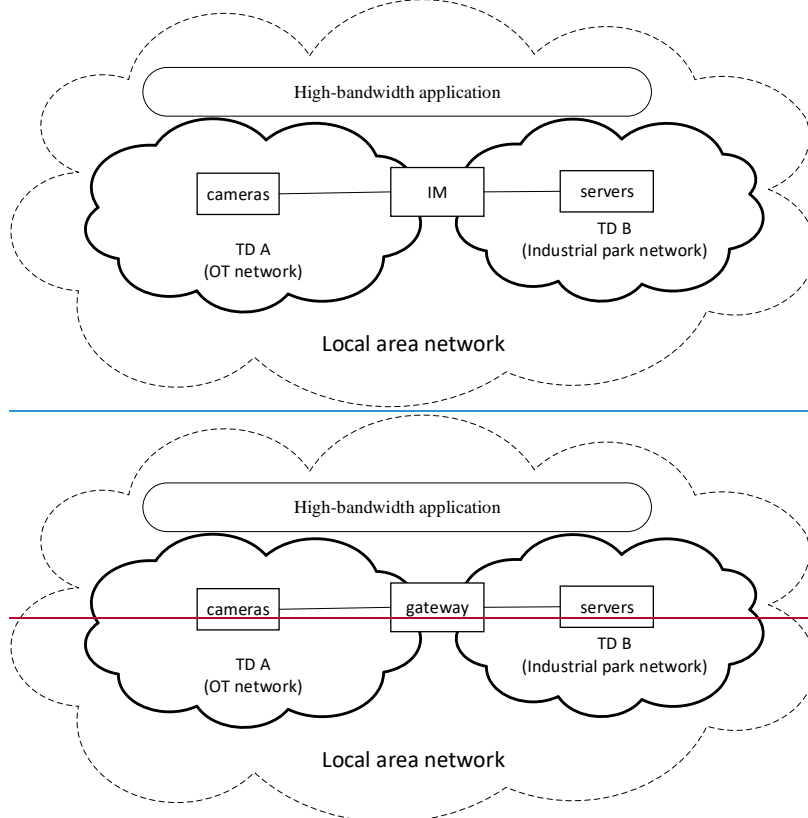 High-bandwidth application
cameras
IM
servers
TD A
(OT network)
TD B
(Industrial park network)
Local area network
High-bandwidth application
cameras
gateway
servers
TD A
(OT network)
TD B
(Industrial park network)
Local area network